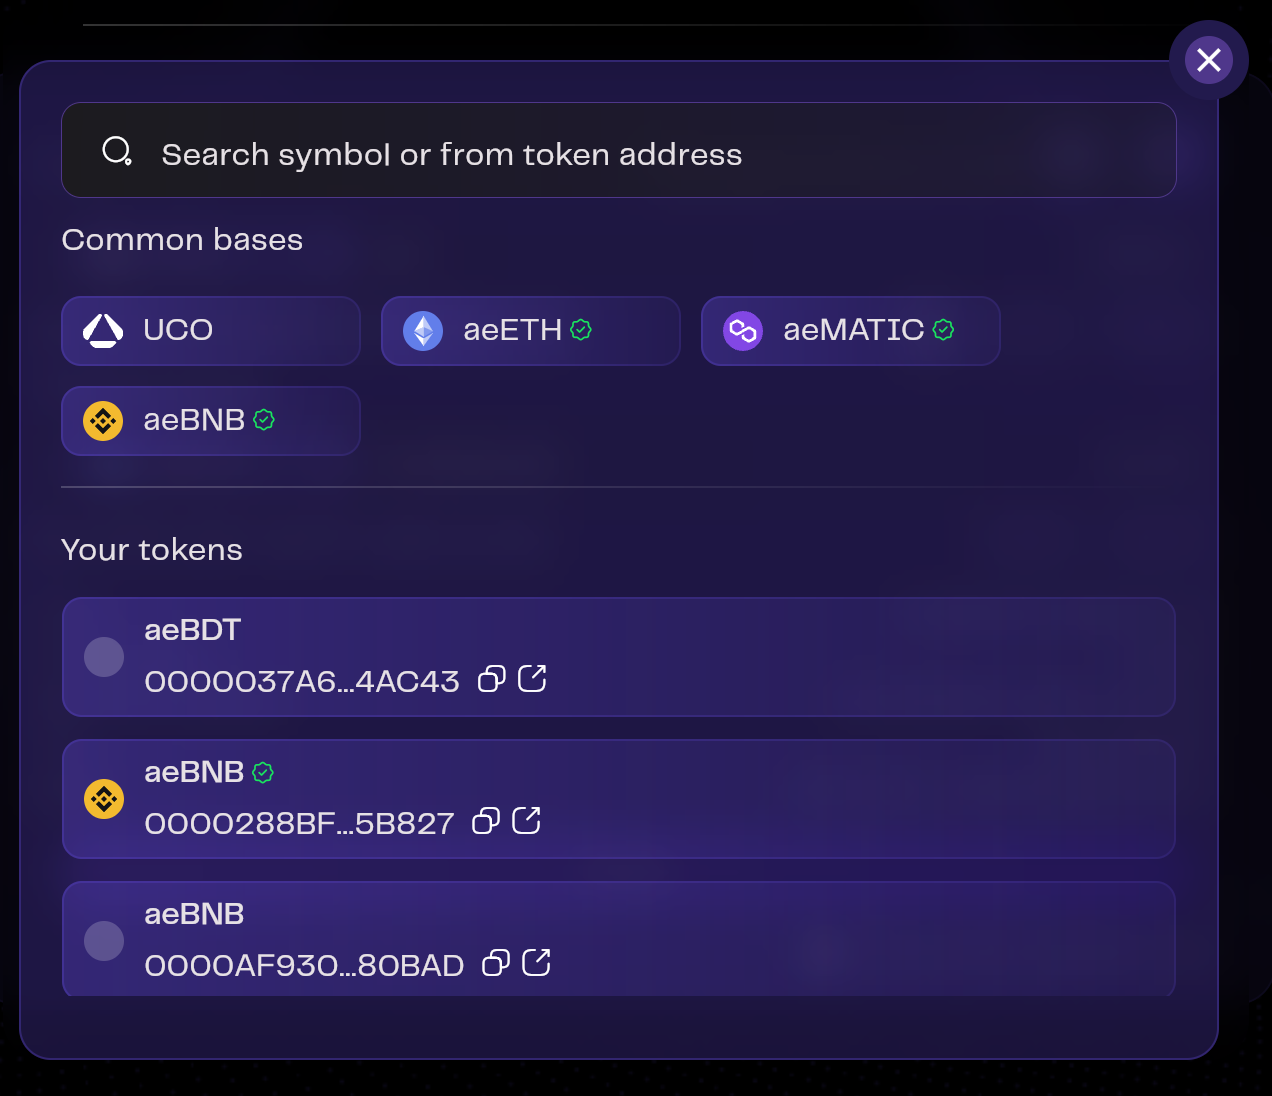 Search symbol or from token address
Common bases
UCO
aeETH
aeMATIC
aeBNB
Your tokens
aeBDT
0000037A6...4AC43
aeBNB
0000288BF...5B827
aeBNB
0000AF930...80BAD